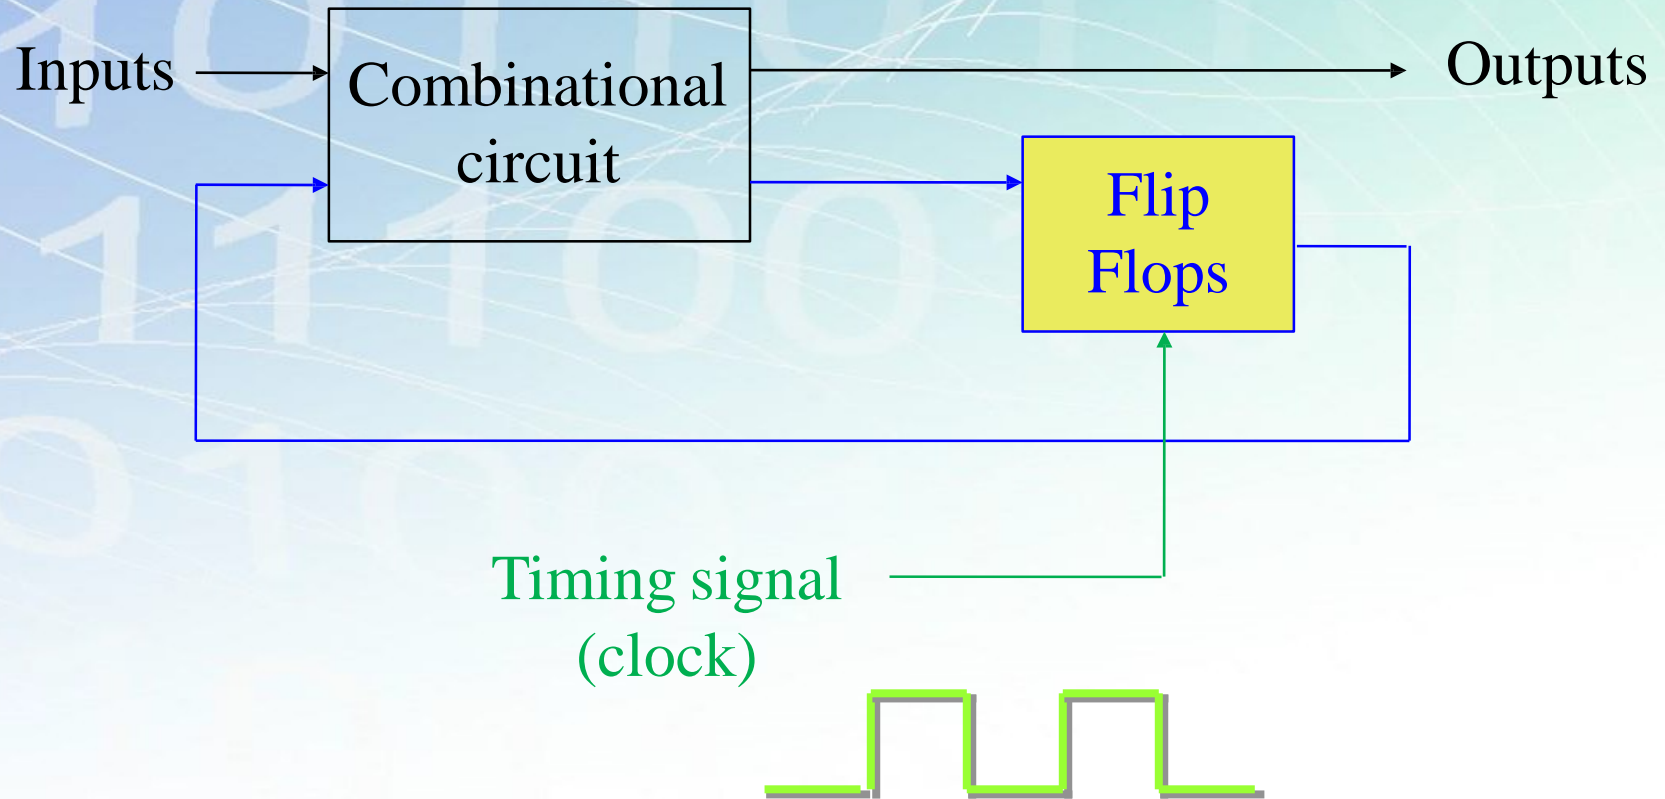 Inputs
Combinational
circuit
Outputs
Flip
Flops
Timing signal
(clock)